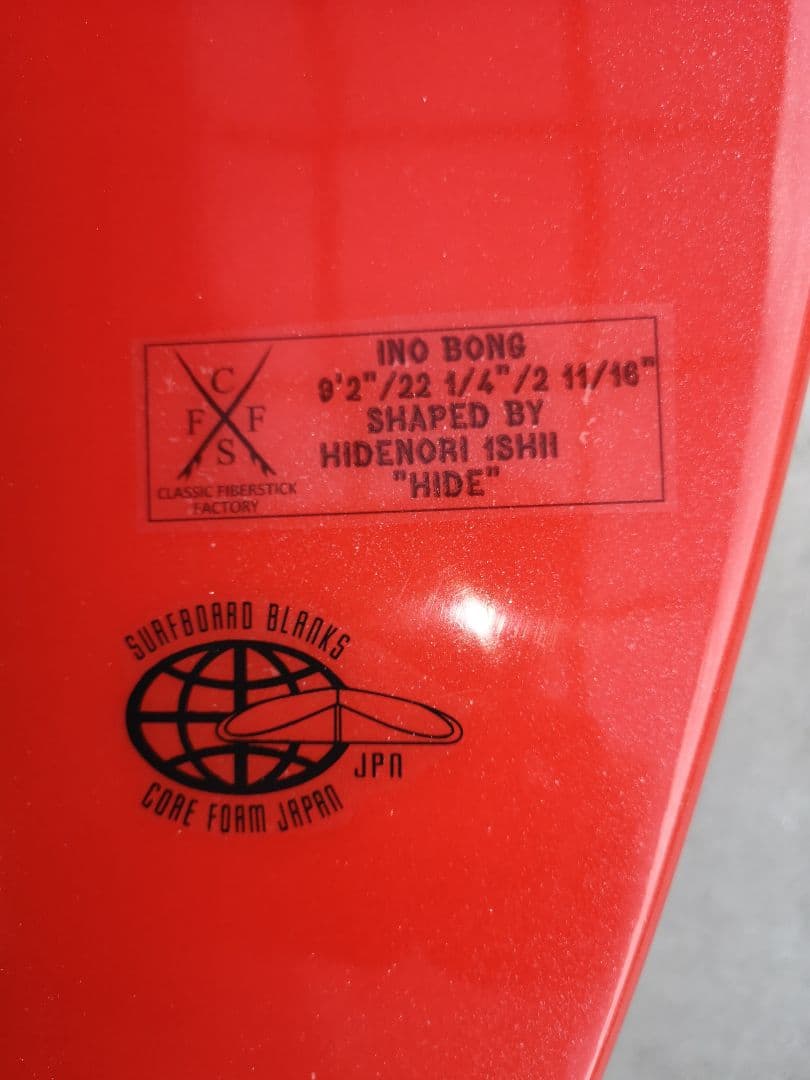 C
F F
S
CLASSIC FIBERSTICK
FACTORY
INO BONG
9'2"/22 1/4"/2 11/16"
SHAPED BY
HIDENORI ISHII
"HIDE"
SURFBOARD BLANKS
JPN
CORE FOAM JAPAN